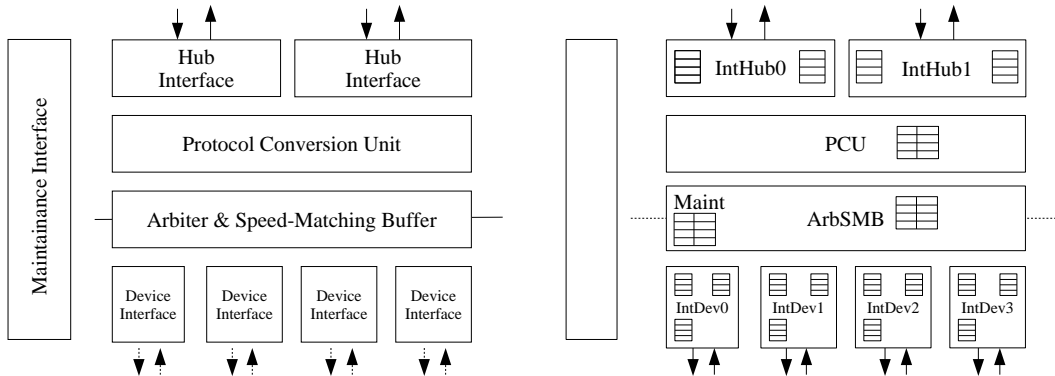 Maintainance Interface
Hub
Interface
Hub
Interface
Protocol Conversion Unit
Arbiter & Speed-Matching Buffer
Device
Interface
Device
Interface
Device
Interface
Device
Interface
IntHub0
IntHub1
PCU
Maint
ArbSMB
IntDev0
IntDev1
IntDev2
IntDev3